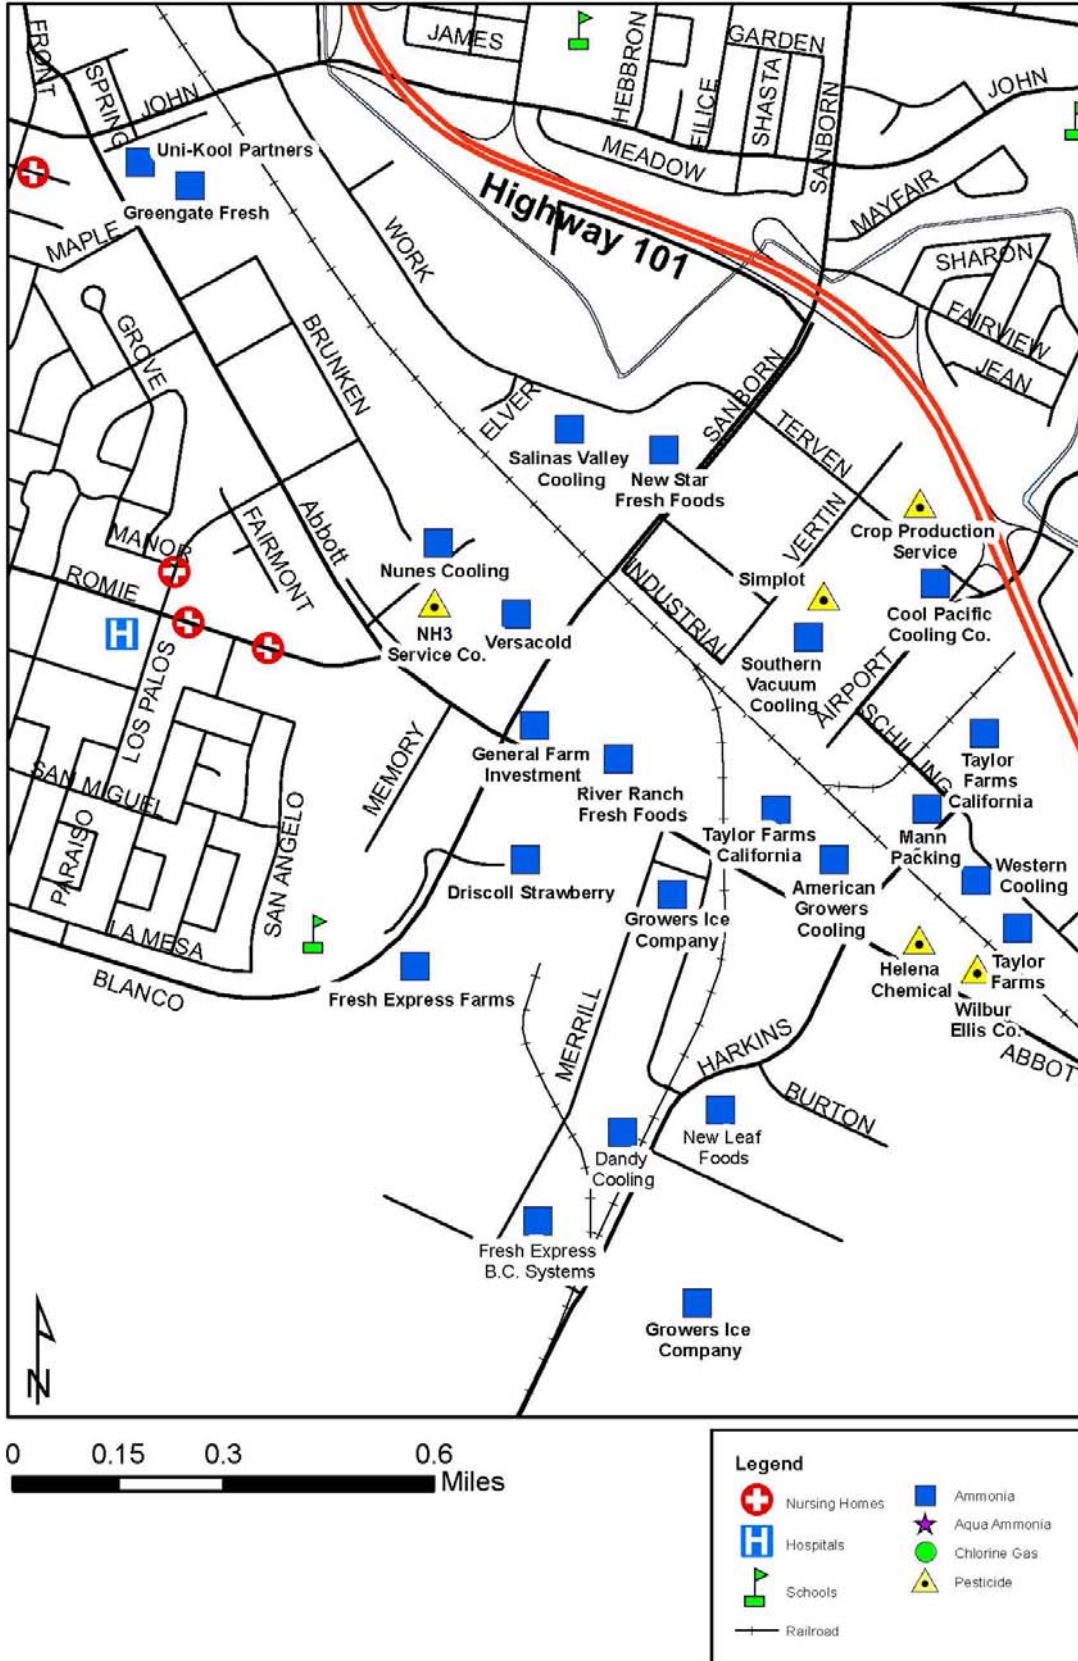 FRONT
SPRING
JOHN
JAMES
HEBBRON
FILICE
GARDEN
SHASTA
SANBORN
JOHN
MEADOW
MAYFAIR
Uni-Kool Partners
Greengate Fresh
MAPLE
WORK
Highway 101
SHARON
FAIRVIEW
JEAN
GROVE
BRUNKEN
ELVER
SANBORN
TERVEN
Salinas Valley
Cooling
New Star
Fresh Foods
VERTIN
Crop Production
Service
MANOR
ROMIE
FAIRMONT
Abbott
Nunes Cooling
NH3
Service Co.
Versacold
INDUSTRIAL
Simplot
Cool Pacific
Cooling Co.
Southern
Vacuum
Cooling
AIRPORT
SCHILLING
LOS PALOS
MEMORY
General Farm
Investment
River Ranch
Fresh Foods
Taylor
Farms
California
SAN MIGUEL
PARAISO
SAN ANGELO
Taylor Farms
California
Mann
Packing
Western
Cooling
Driscoll Strawberry
Growers Ice
Company
American
Growers
Cooling
LA MESA
BLANCO
Fresh Express Farms
Helena
Chemical
Taylor
Farms
Wilbur
Ellis Co.
ABBOT
MERRILL
HARKINS
BURTON
New Leaf
Foods
Dandy
Cooling
Fresh Express
B.C. Systems
Growers Ice
Company
N
0 0.15 0.3 0.6
Miles
Legend
Nursing Homes
H Hospitals
Schools
Railroad
Ammonia
Aqua Ammonia
Chlorine Gas
Pesticide